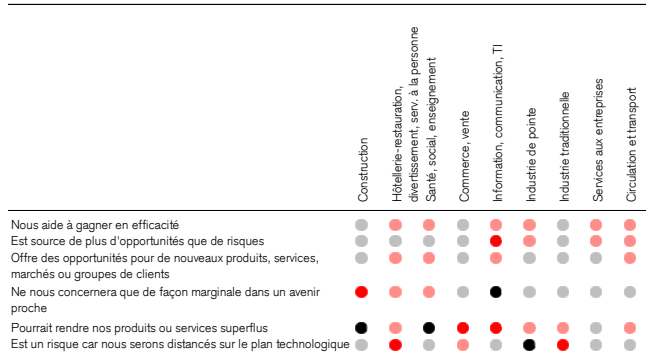 Construction
Hôtellerie-restauration,
divertissement, serv. à la personne
Santé, social, enseignement
Commerce, vente
Information, communication, TI
Industrie de pointe
Industrie traditionnelle
Services aux entreprises
Circulation et transport
Nous aide à gagner en efficacité
Est source de plus d'opportunités que de risques
Offre des opportunités pour de nouveaux produits, services,
marchés ou groupes de clients
Ne nous concernera que de façon marginale dans un avenir
proche
Pourrait rendre nos produits ou services superflus
Est un risque car nous serons distancés sur le plan technologique